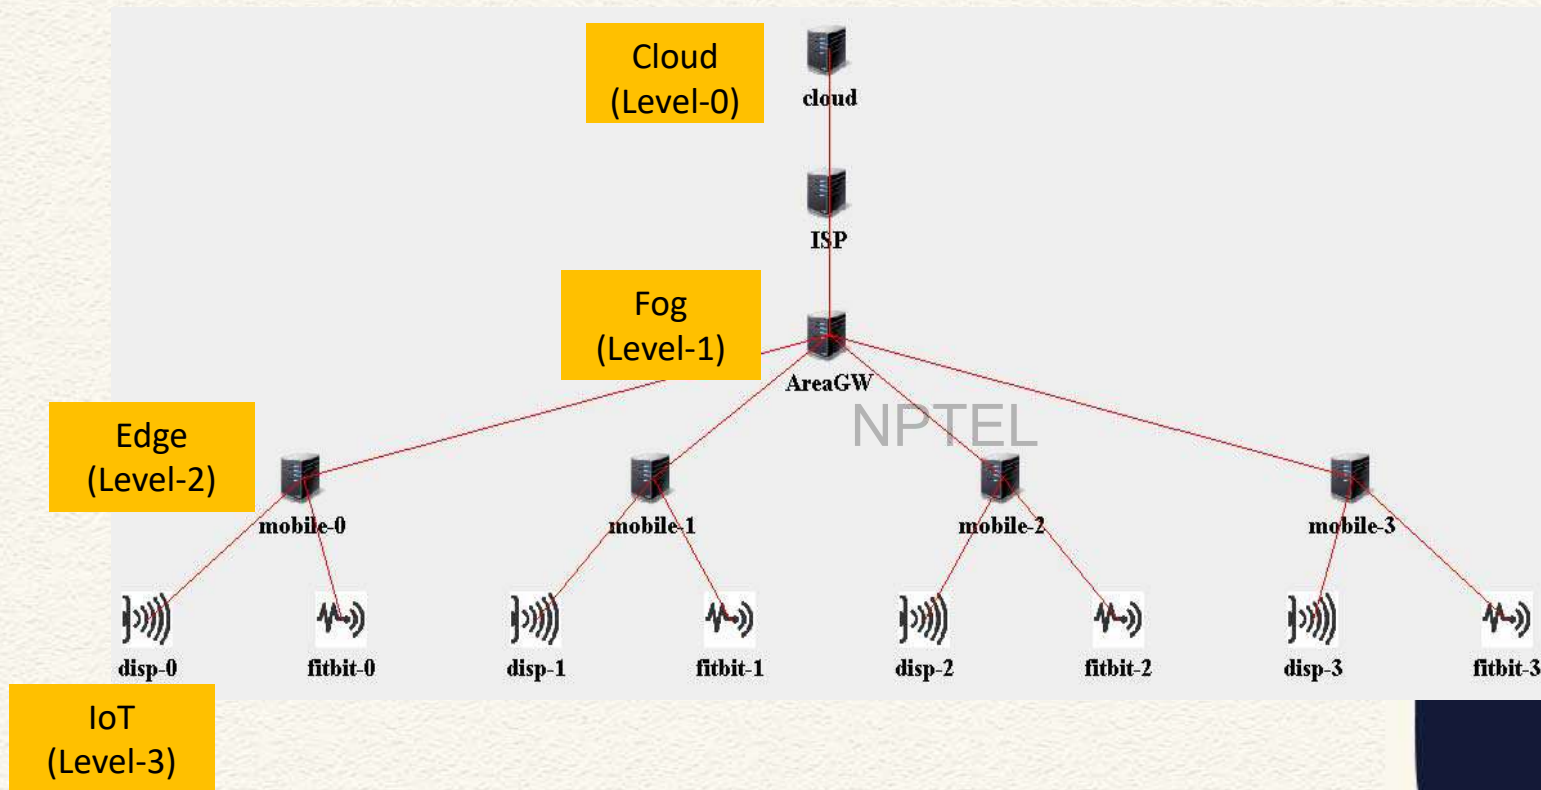 Cloud
(Level-0)
cloud
ISP
Fog
(Level-1)
AreaGW
NPTEL
Edge
(Level-2)
mobile-0 mobile-1 mobile-2 mobile-3
disp-0 fitbit-0 disp-1 fitbit-1 disp-2 fitbit-2 disp-3 fitbit-3
IoT
(Level-3)